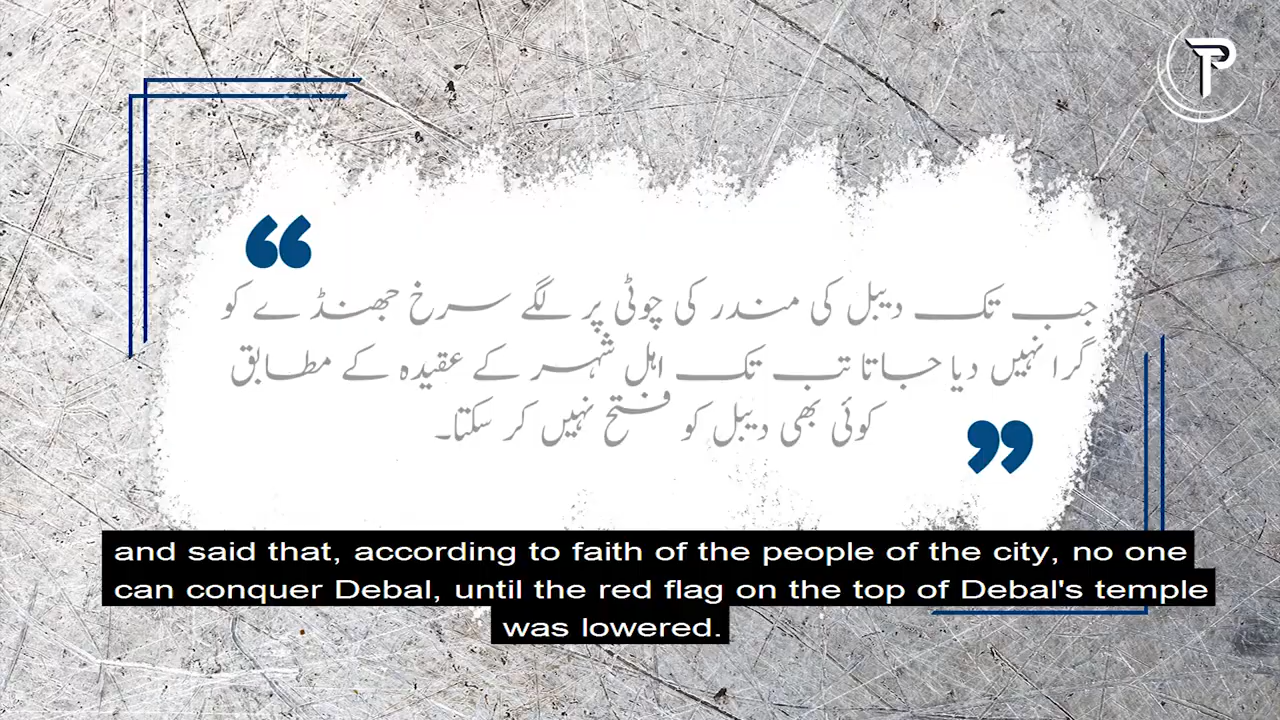 جب تک دیبل کی مندر کی چوٹی پر لگے سرخ جھنڈے کو
گرا نہیں دیا جاتا تب تک اہل شہر کے عقیدہ کے مطابق
کوئی بھی دیبل کو فتح نہیں کر سکتا۔
and said that, according to faith of the people of the city, no one
can conquer Debal, until the red flag on the top of Debal's temple
was lowered.